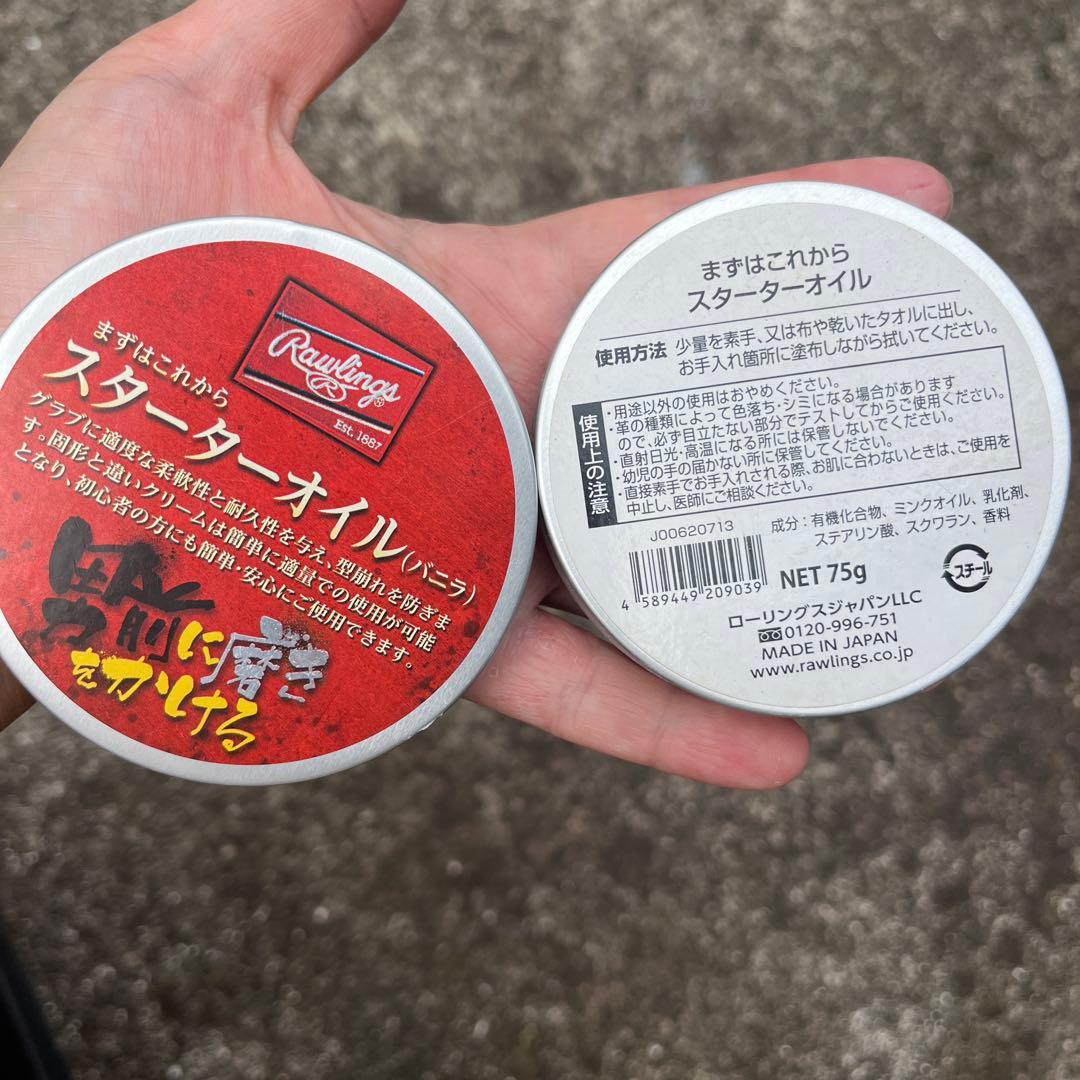 Rawlings
R
®
Est. 1887
まずはこれから
スターターオイル(バニラ)
グラブに適度な柔軟性と耐久性を与え、型崩れを防ぎま
す。固形と違いクリームは簡単に適量での使用が可能
となり、初心者の方にも簡単・安心にご使用できます。
男前に磨き
をかける
まずはこれから
スターターオイル
使用方法 少量を素手、又は布や乾いたタオルに出し、
お手入れ箇所に塗布しながら拭いてください。
使用上の注意
・用途以外の使用はおやめください。
・革の種類によって色落ち・シミになる場合があります
ので、必ず目立たない部分でテストしてからご使用ください。
・直射日光・高温になる所には保管しないでください。
・幼児の手の届かない所に保管してください。
・直接素手でお手入れされる際、お肌に合わないときは、ご使用を
中止し、医師にご相談ください。
J00620713
成分：有機化合物、ミンクオイル、乳化剤、
ステアリン酸、スクワラン、香料
4 589449 209039
NET 75g
スチール
ローリングスジャパンLLC
0120-996-751
MADE IN JAPAN
www.rawlings.co.jp